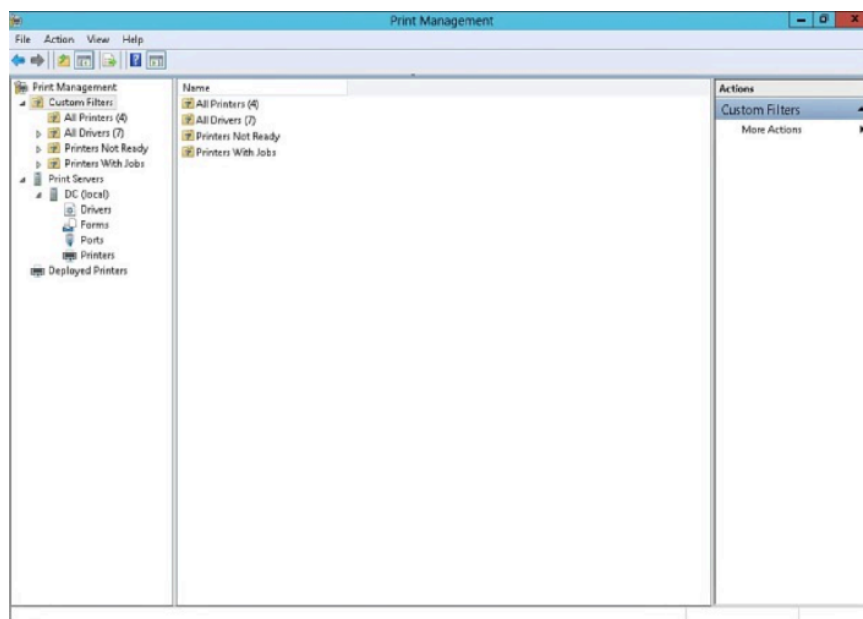 Print Management
File Action View Help
Print Management
Custom Filters
All Printers (4)
All Drivers (7)
Printers Not Ready
Printers With Jobs
Print Servers
DC (local)
Drivers
Forms
Ports
Printers
Deployed Printers
Name
All Printers (4)
All Drivers (7)
Printers Not Ready
Printers With Jobs
Actions
Custom Filters
More Actions